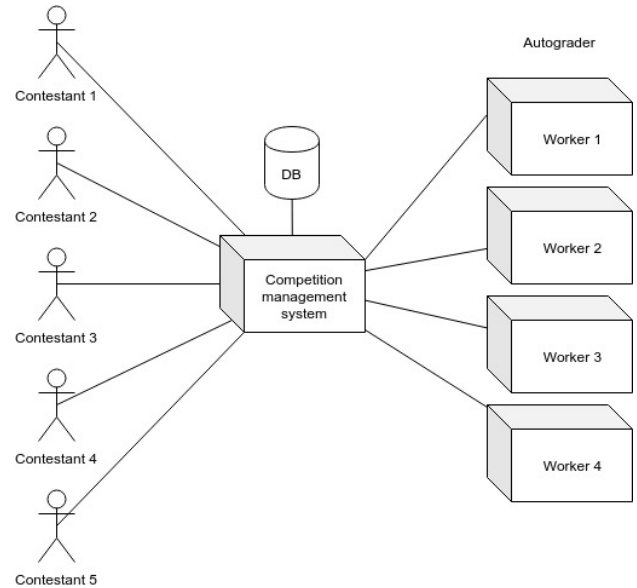 Contestant 1
Contestant 2
Contestant 3
Contestant 4
Contestant 5
DB
Competition
management
system
Autograder
Worker 1
Worker 2
Worker 3
Worker 4